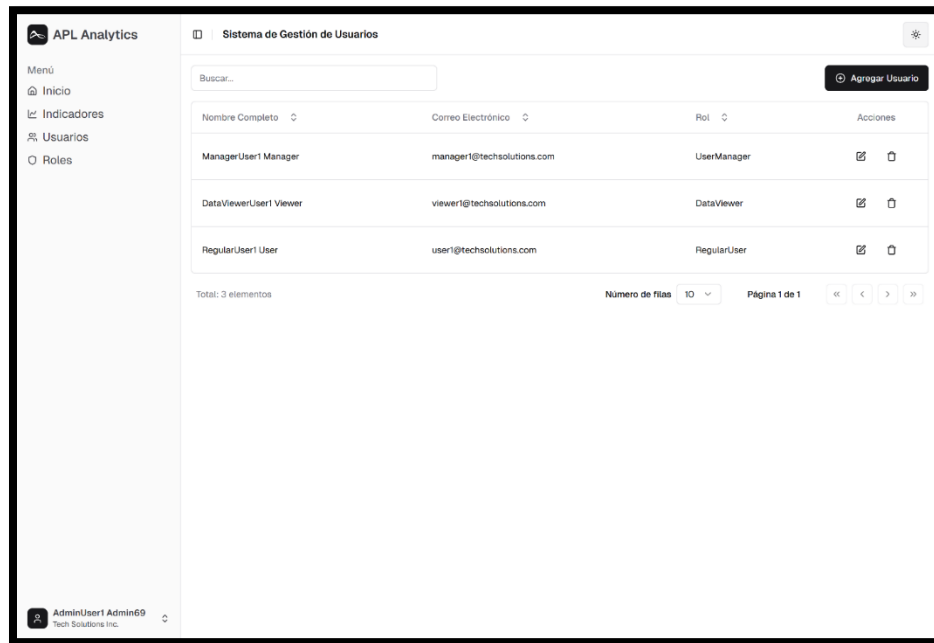 APL Analytics
Menú
Inicio
Indicadores
Usuarios
Roles
Sistema de Gestión de Usuarios
Buscar...
Agregar Usuario
Nombre Completo Correo Electrónico Rol Acciones
ManagerUser1 Manager manager1@techsolutions.com UserManager
DataViewerUser1 Viewer viewer1@techsolutions.com DataViewer
RegularUser1 User user1@techsolutions.com RegularUser
Total: 3 elementos Número de filas 10 Página 1 de 1
AdminUser1 Admin69
Tech Solutions Inc.